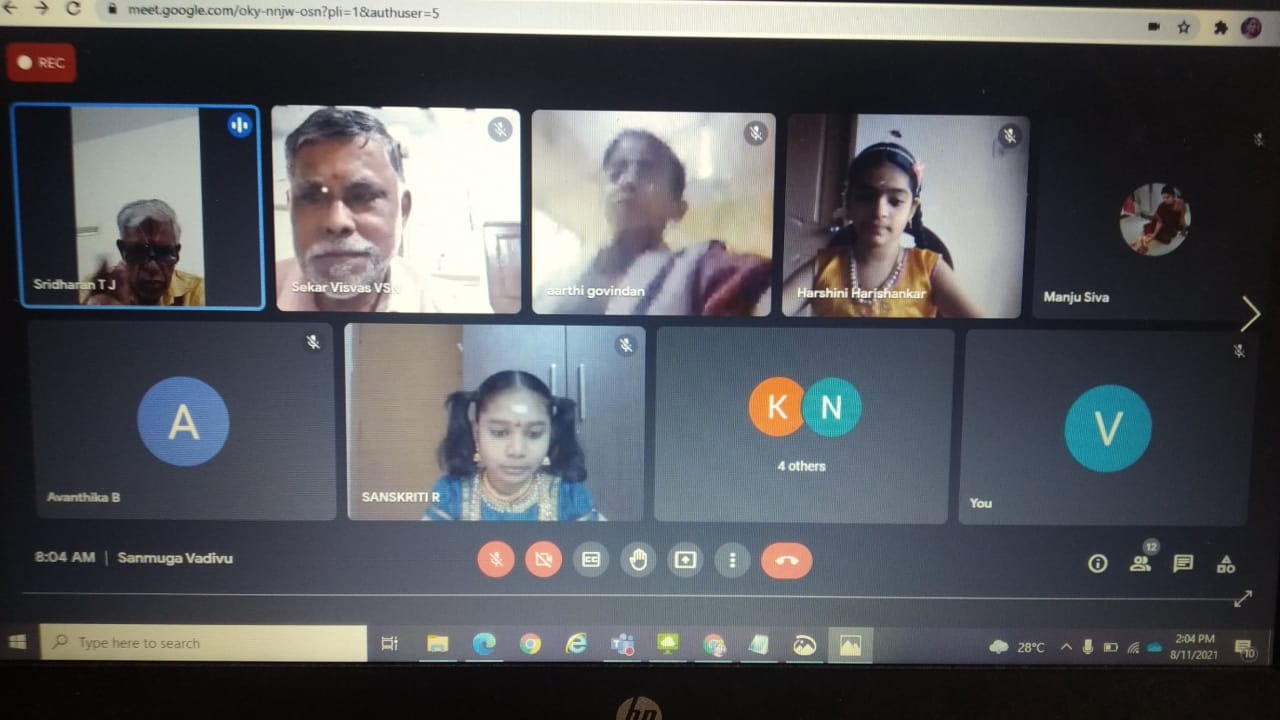 meet.google.com/oky-nnjw-osn?pli=1&authuser=5
REC
Sridharan T J
Sekar Visvas VS
aarthi govindan
Harshini Harishankar
Manju Siva
A
Avanthika B
SANSKRITI R
K N
4 others
V
You
8:04 AM | Sanmuga Vadivu
12
Type here to search
28°C
2:04 PM
8/11/2021
10
hp